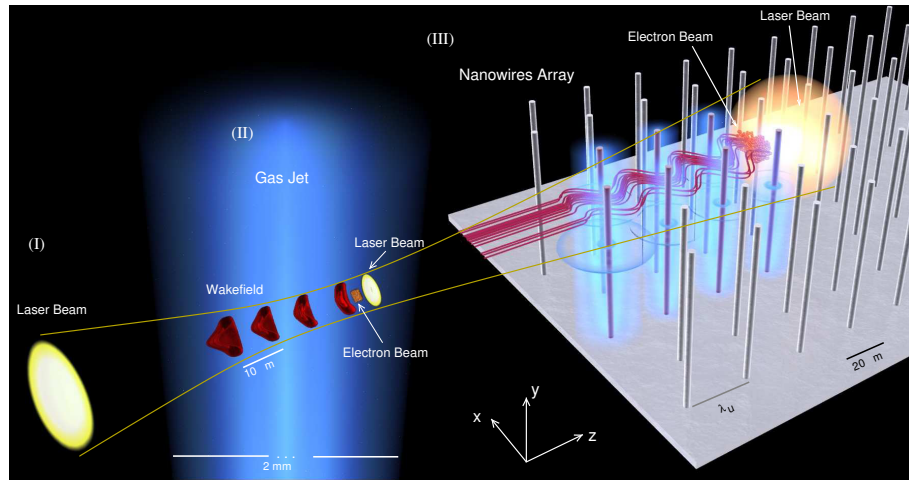 (I)
Laser Beam
(II)
Gas Jet
Wakefield
Laser Beam
Electron Beam
10 m
2 mm
(III)
Nanowires Array
Electron Beam
Laser Beam
20 m
λu
x
y
z